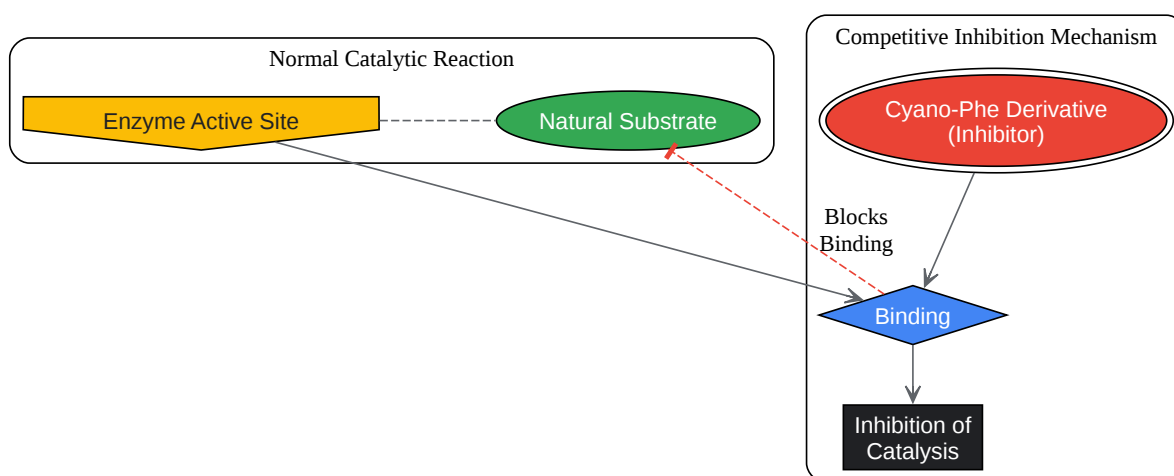 Normal Catalytic Reaction
Enzyme Active Site
Natural Substrate
Competitive Inhibition Mechanism
Cyano-Phe Derivative
(Inhibitor)
Blocks
Binding
Binding
Inhibition of
Catalysis